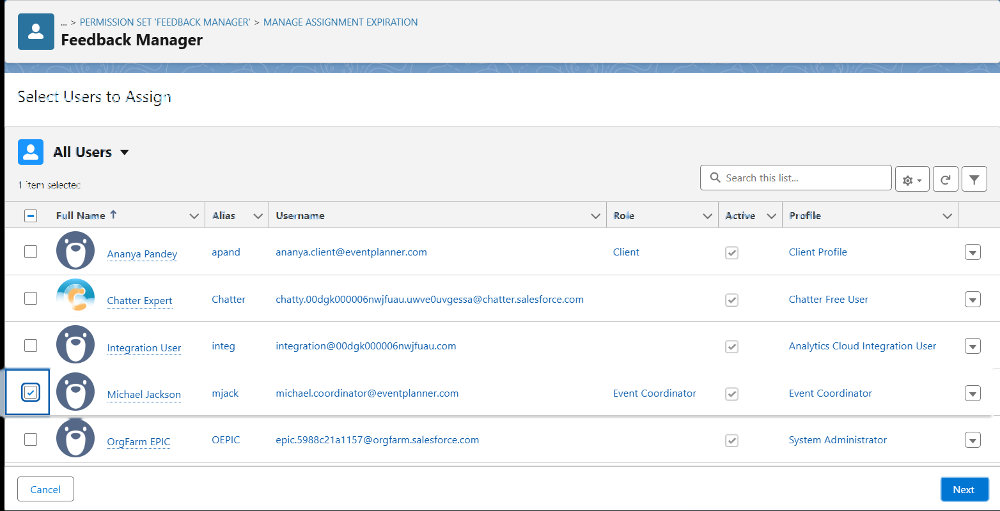 ... > PERMISSION SET 'FEEDBACK MANAGER' > MANAGE ASSIGNMENT EXPIRATION
Feedback Manager
Select Users to Assign
All Users
1 item selected
Search this list...
Full Name ↑ Alias Username Role Active Profile
Ananya Pandey apand ananya.client@eventplanner.com Client Client Profile
Chatter Expert Chatter chatty.00dgk000006nwjfuau.uwve0uvgessa@chatter.salesforce.com Chatter Free User
Integration User integ integration@00dgk000006nwjfuau.com Analytics Cloud Integration User
Michael Jackson mjack michael.coordinator@eventplanner.com Event Coordinator Event Coordinator
OrgFarm EPIC OEPIC epic.5988c21a1157@orgfarm.salesforce.com System Administrator
Cancel Next